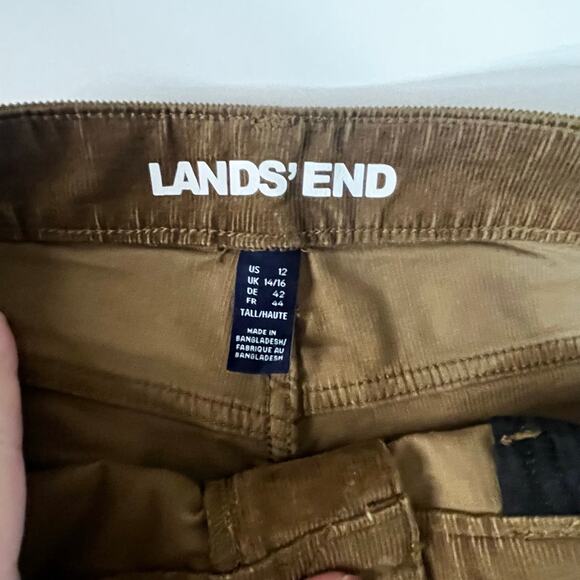 LANDS' END
US 12
UK 14/16
DE 42
FR 44
TALL/HAUTE
MADE IN
BANGLADESH/
FABRIQUE AU
BANGLADESH